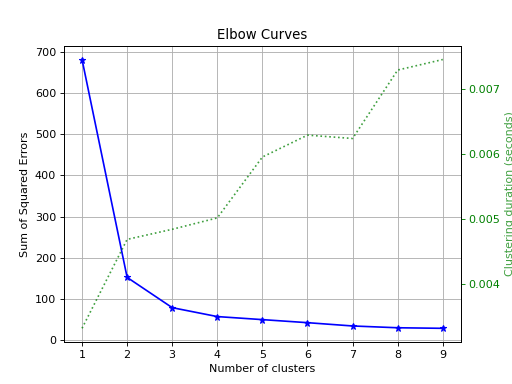 Elbow Curves
700
600
500
400
300
200
100
0
Sum of Squared Errors
1 2 3 4 5 6 7 8 9
Number of clusters
0.007
0.006
0.005
0.004
Clustering duration (seconds)